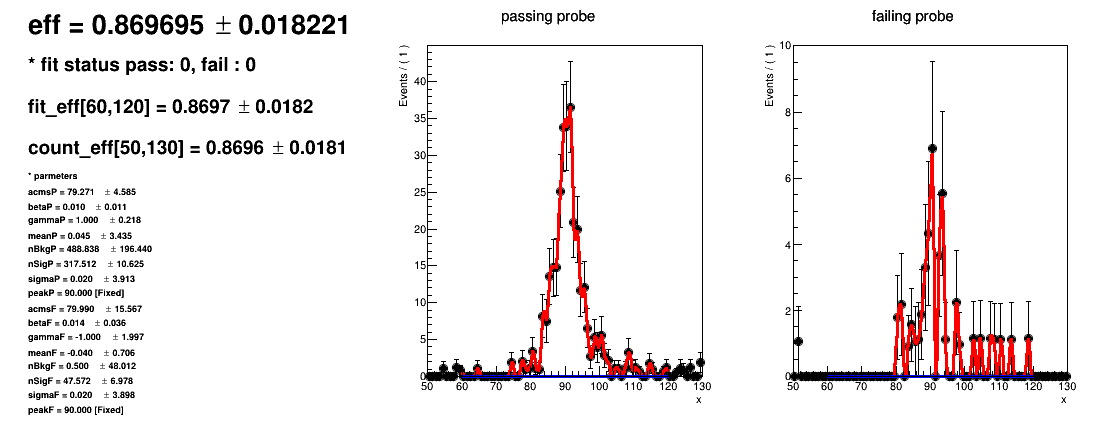 eff = 0.869695 ± 0.018221
* fit status pass: 0, fail : 0
fit_eff[60,120] = 0.8697 ± 0.0182
count_eff[50,130] = 0.8696 ± 0.0181
* parmeters
acmsP = 79.271 ± 4.585
betaP = 0.010 ± 0.011
gammaP = 1.000 ± 0.218
meanP = 0.045 ± 3.435
nBkgP = 488.838 ± 196.440
nSigP = 317.512 ± 10.625
sigmaP = 0.020 ± 3.913
peakP = 90.000 [Fixed]
acmsF = 79.990 ± 15.567
betaF = 0.014 ± 0.036
gammaF = -1.000 ± 1.997
meanF = -0.040 ± 0.706
nBkgF = 0.500 ± 48.012
nSigF = 47.572 ± 6.978
sigmaF = 0.020 ± 3.898
peakF = 90.000 [Fixed]
passing probe
Events / ( 1 )
40
35
30
25
20
15
10
5
0
50 60 70 80 90 100 110 120 130
x
failing probe
Events / ( 1 )
10
8
6
4
2
0
50 60 70 80 90 100 110 120 130
x